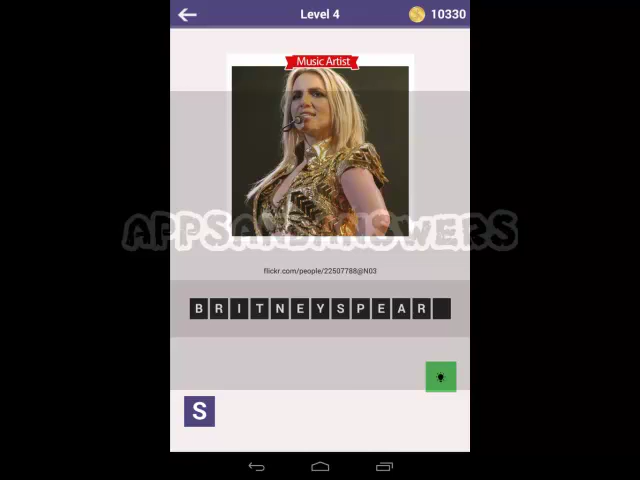 Level 4
10330
Music Artist
APPSANDANSWERS
flickr.com/people/22507788@N03
BRITNEYSPEAR
S